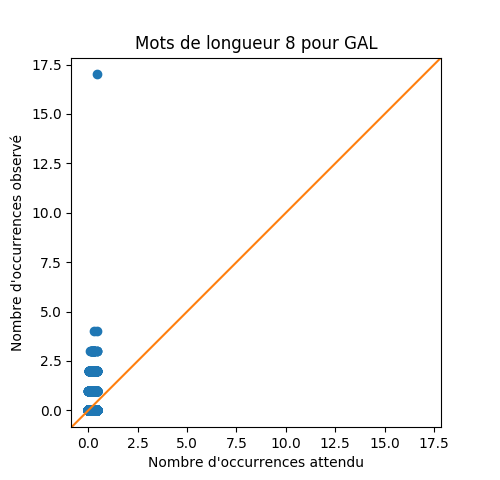 Mots de longueur 8 pour GAL
17.5
15.0
12.5
10.0
7.5
5.0
2.5
0.0
Nombre d'occurrences observé
0.0 2.5 5.0 7.5 10.0 12.5 15.0 17.5
Nombre d'occurrences attendu